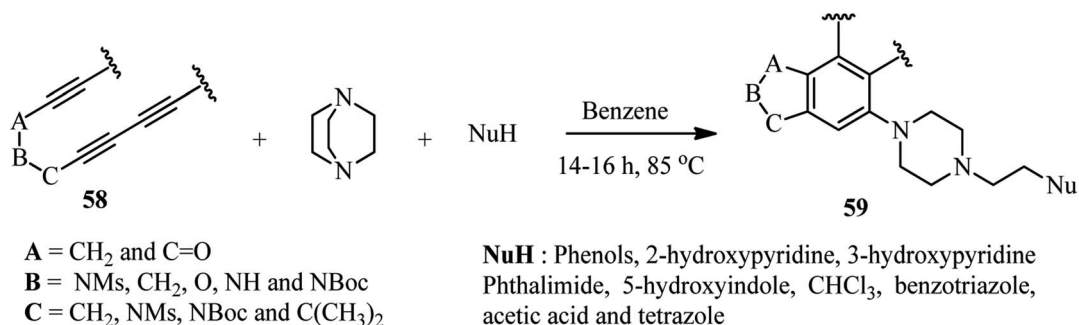 A
B
C
58
+
N
N
+
NuH
Benzene
14-16 h, 85 °C
A
B
C
N
N
Nu
59
A = CH2 and C=O
B = NMs, CH2, O, NH and NBoc
C = CH2, NMs, NBoc and C(CH3)2
NuH : Phenols, 2-hydroxypyridine, 3-hydroxypyridine
Phthalimide, 5-hydroxyindole, CHCl3, benzotriazole,
acetic acid and tetrazole